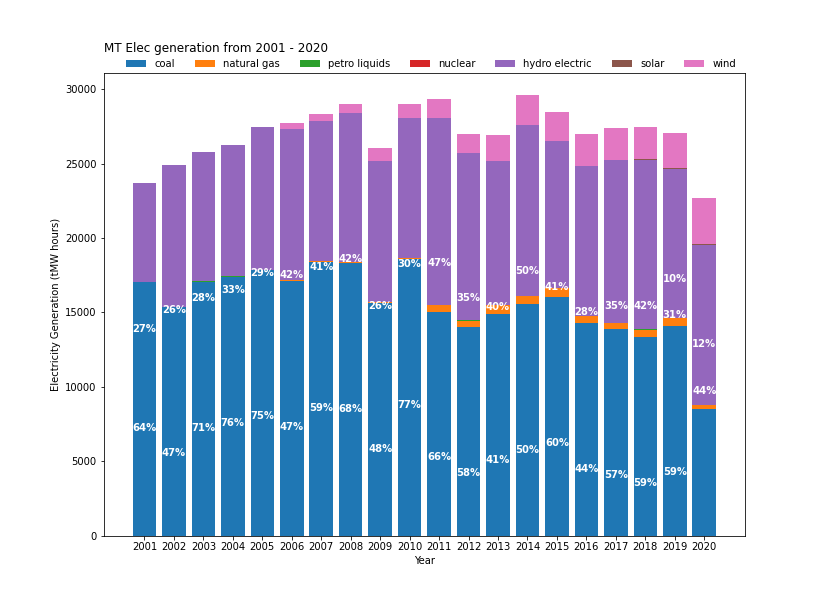 MT Elec generation from 2001 - 2020
coal natural gas petro liquids nuclear hydro electric solar wind
30000
25000
20000
15000
10000
5000
0
Electricity Generation (tMW hours)
27% 26% 28% 33% 29% 42% 41% 42% 26% 30% 47% 35% 40% 50% 41% 28% 35% 42% 10% 12%
31% 44%
64% 47% 71% 76% 75% 47% 59% 68% 48% 77% 66% 58% 41% 50% 60% 44% 57% 59% 59%
2001 2002 2003 2004 2005 2006 2007 2008 2009 2010 2011 2012 2013 2014 2015 2016 2017 2018 2019 2020
Year